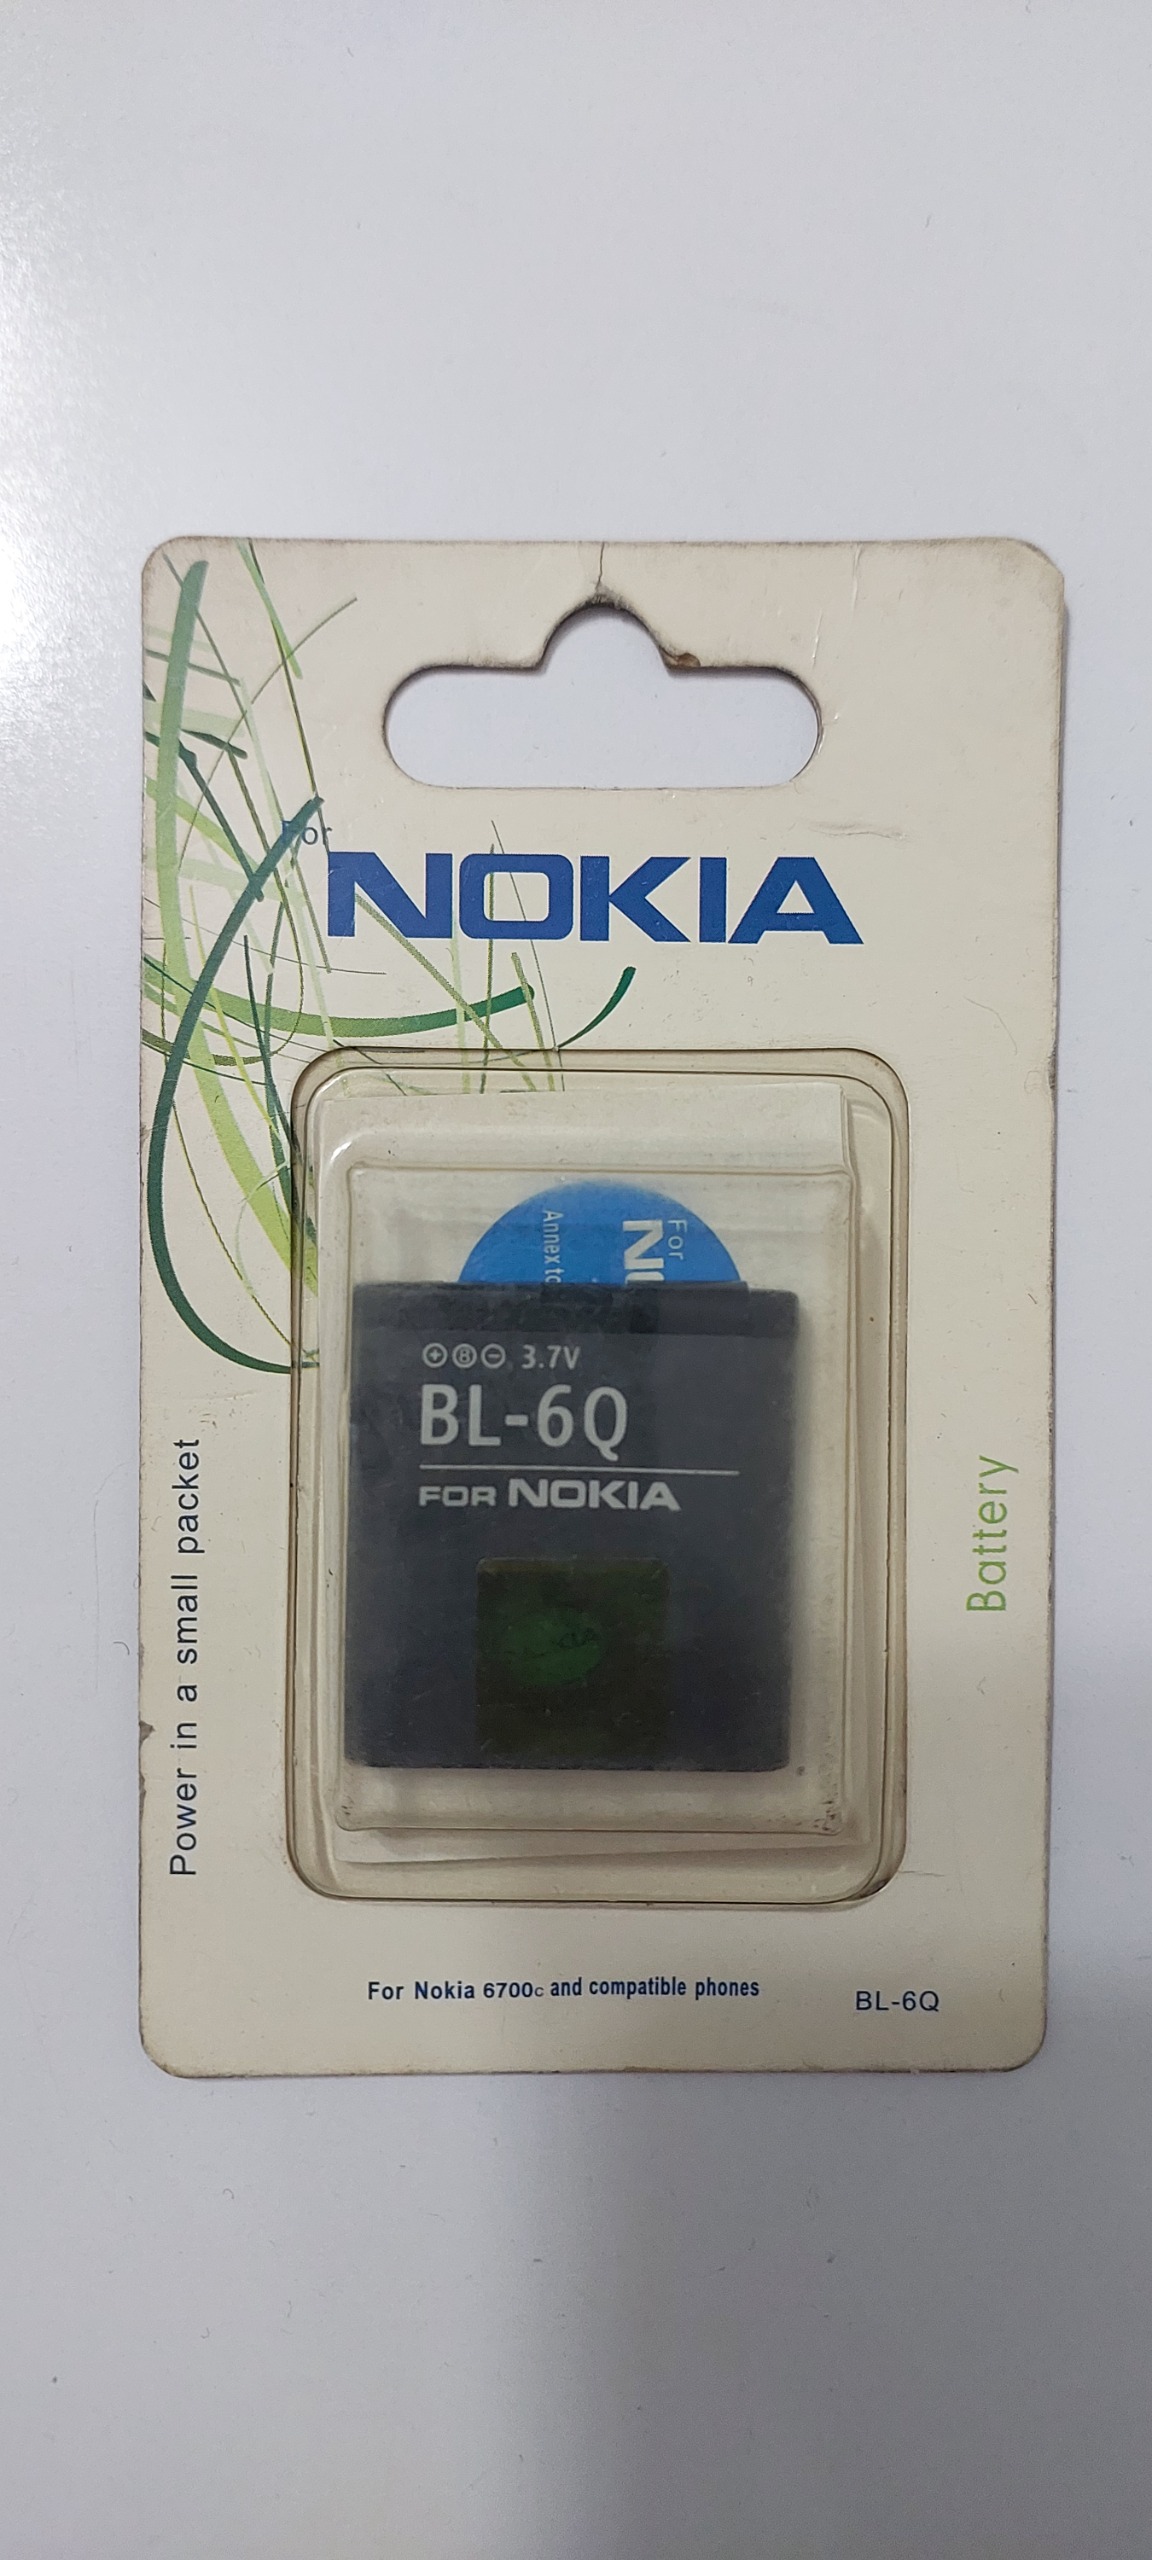 For
NOKIA
For
Annex to
3.7V
BL-6Q
FOR NOKIA
Power in a small packet
Battery
For Nokia 6700c and compatible phones
BL-6Q